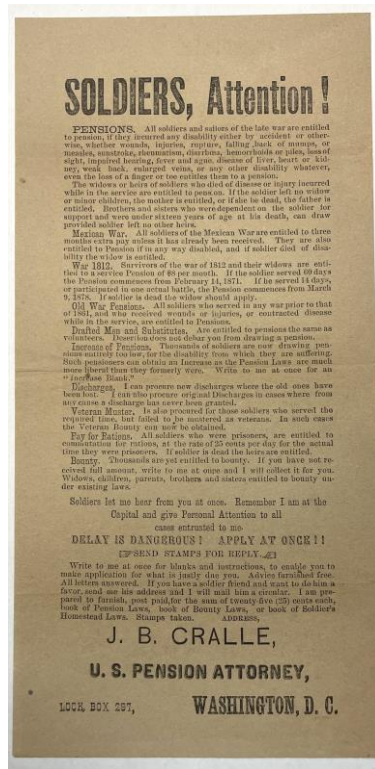 SOLDIERS, Attention!
PENSIONS. All soldiers and sailors of the late war are entitled
to pension, if they incurred any disability either by accident or other-
wise, whether wounds, injuries, rupture, falling back of mumps, or
measles, sunstroke, rheumatism, diarrhœa, hemorrhoids or piles, loss of
sight, impaired hearing, fever and ague, disease of liver, heart or kid-
ney, weak back, enlarged veins, or any other disability whatever,
even the loss of a finger or toe entitles them to a pension.
The widows or heirs of soldiers who died of disease or injury incurred
while in the service are entitled to pension. If the soldier left no widow
or minor children, the mother is entitled, or if she be dead, the father is
entitled. Brothers and sisters who were dependent on the soldier for
support and were under sixteen years of age at his death, can draw
provided soldier left no other heirs.
Mexican War. All soldiers of the Mexican War are entitled to three
months extra pay unless it has already been received. They are also
entitled to Pension if in any way disabled, and if soldier died of disa-
bility the widow is entitled.
War 1812. Survivors of the war of 1812 and their widows are enti-
tled to a service Pension of $8 per month. If the soldier served 60 days
the Pension commences from February 14, 1871. If he served 14 days,
or participated in one actual battle, the Pension commences from March
9, 1878. If soldier is dead the widow should apply.
Old War Pensions. All soldiers who served in any war prior to that
of 1861, and who received wounds or injuries, or contracted disease
while in the service, are entitled to Pensions.
Drafted Men and Substitutes. Are entitled to pensions the same as
volunteers. Desertion does not debar you from drawing a pension.
Increase of Pensions. Thousands of soldiers are now drawing pen-
sions entirely too low, for the disability from which they are suffering.
Such pensioners can obtain an Increase as the Pension Laws are much
more liberal than they formerly were. Write to me at once for an
"Increase Blank."
Discharges. I can procure new discharges where the old ones have
been lost. I can also procure original Discharges in cases where from
any cause a discharge has never been granted.
Veteran Muster. Is also procured for those soldiers who served the
required time, but failed to be mustered as veterans. In such cases
the Veteran Bounty can now be obtained.
Pay for Rations. All soldiers who were prisoners, are entitled to
commutation for rations, at the rate of 25 cents per day for the actual
time they were prisoners. If soldier is dead the heirs are entitled.
Bounty. Thousands are yet entitled to bounty. If you have not re-
ceived full amount, write to me at once and I will collect it for you.
Widows, children, parents, brothers and sisters entitled to bounty un-
der existing laws.
Soldiers let me hear from you at once. Remember I am at the
Capital and give Personal Attention to all
cases entrusted to me.
DELAY IS DANGEROUS! APPLY AT ONCE!!
☞SEND STAMPS FOR REPLY.☜
Write to me at once for blanks and instructions, to enable you to
make application for what is justly due you. Advice furnished free.
All letters answered. If you have a soldier friend and want to do him a
favor, send me his address and I will mail him a circular. I am pre-
pared to furnish, post paid, for the sum of twenty-five (25) cents each,
book of Pension Laws, book of Bounty Laws, or book of Soldier's
Homestead Laws. Stamps taken. ADDRESS,
J. B. CRALLE,
U. S. PENSION ATTORNEY,
LOCK BOX 287, WASHINGTON, D. C.